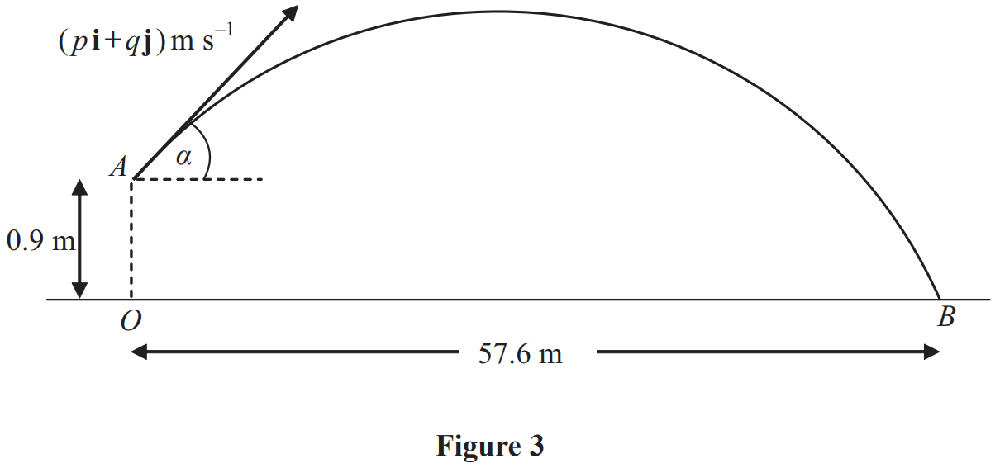 (pi+qj) m s⁻¹
A
α
0.9 m
O
B
57.6 m
Figure 3